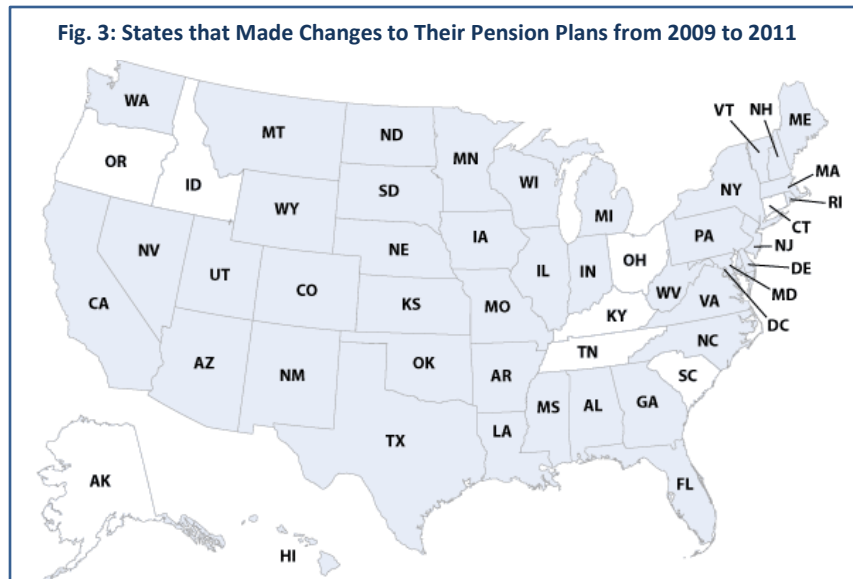 Fig. 3: States that Made Changes to Their Pension Plans from 2009 to 2011
WA
MT
ND
MN
VT
NH
ME
OR
ID
SD
WI
NY
MA
WY
MI
RI
CT
NE
IA
PA
NJ
NV
UT
OH
DE
IL
IN
CA
CO
WV
MD
KS
MO
VA
KY
DC
NC
TN
AZ
OK
NM
AR
SC
MS
AL
GA
LA
TX
AK
FL
HI